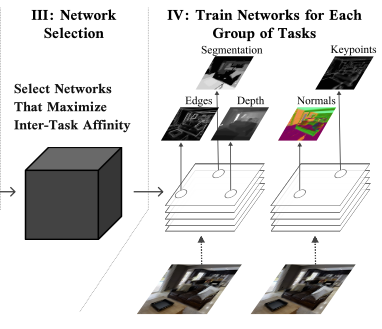 III: Network
Selection
IV: Train Networks for Each
Group of Tasks
Select Networks
That Maximize
Inter-Task Affinity
Segmentation
Keypoints
Edges
Depth
Normals